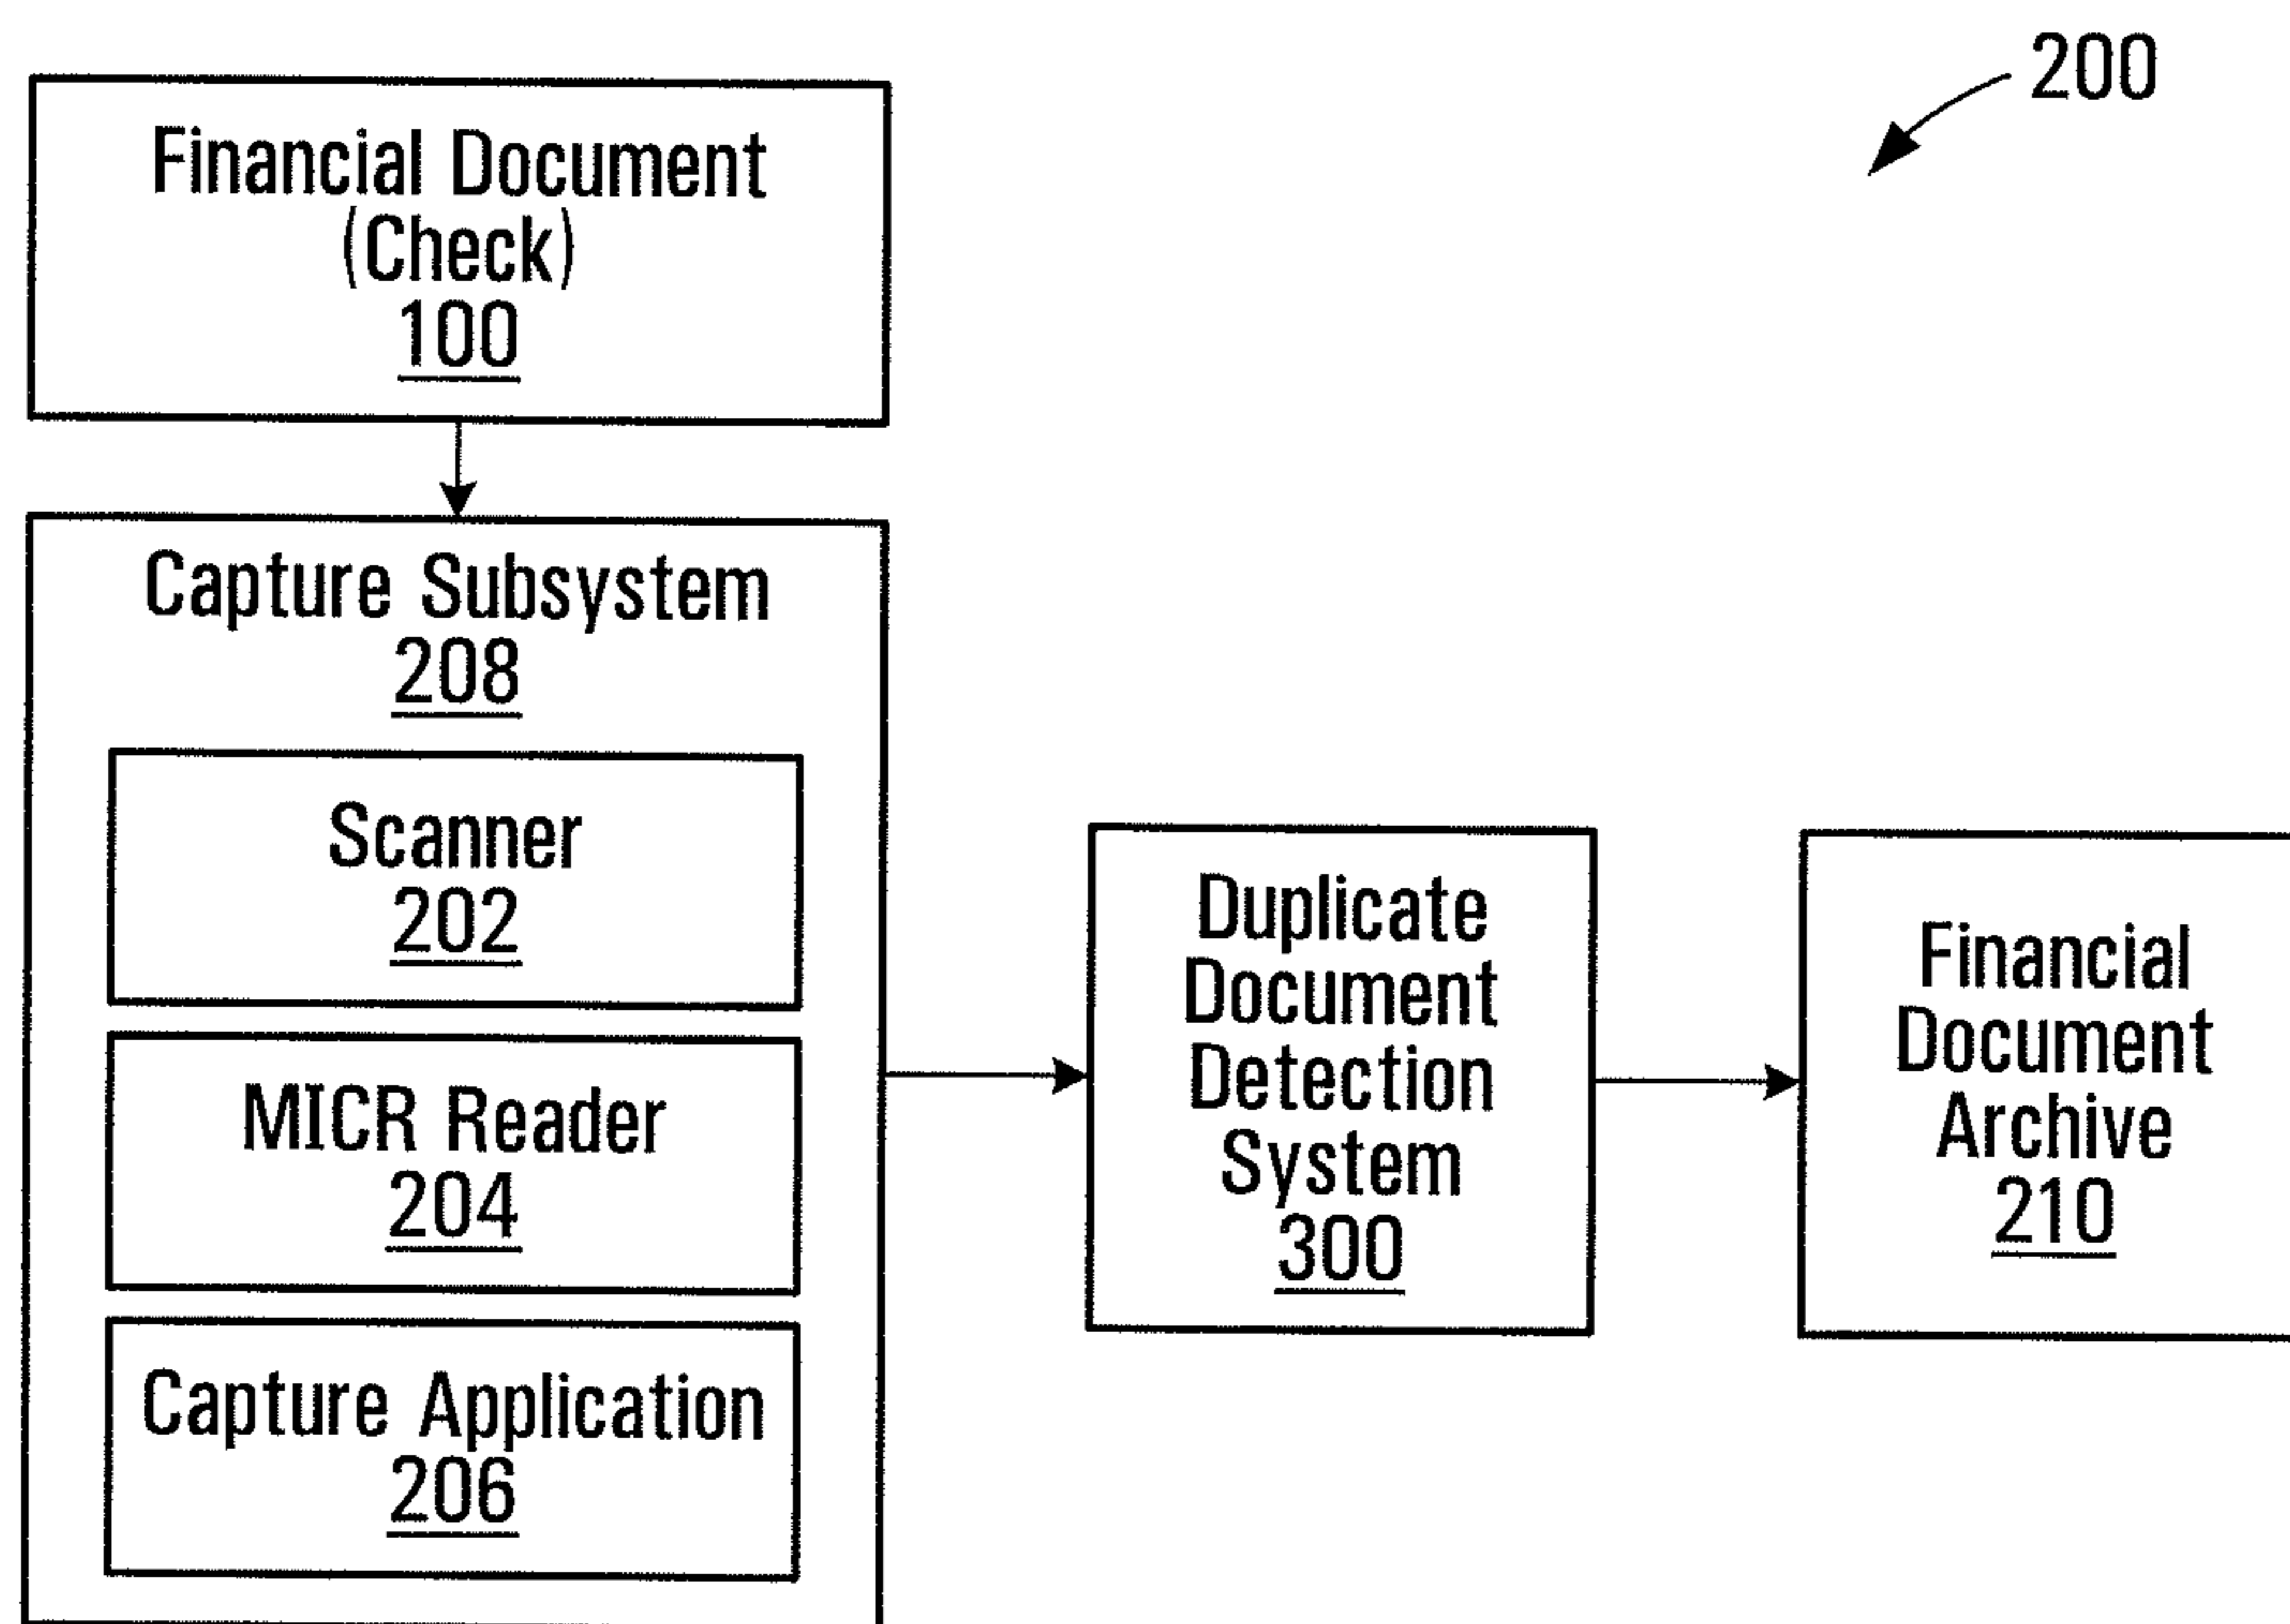 200
Financial Document
(Check)
100
Capture Subsystem
208
Scanner
202
MICR Reader
204
Capture Application
206
Duplicate
Document
Detection
System
300
Financial
Document
Archive
210